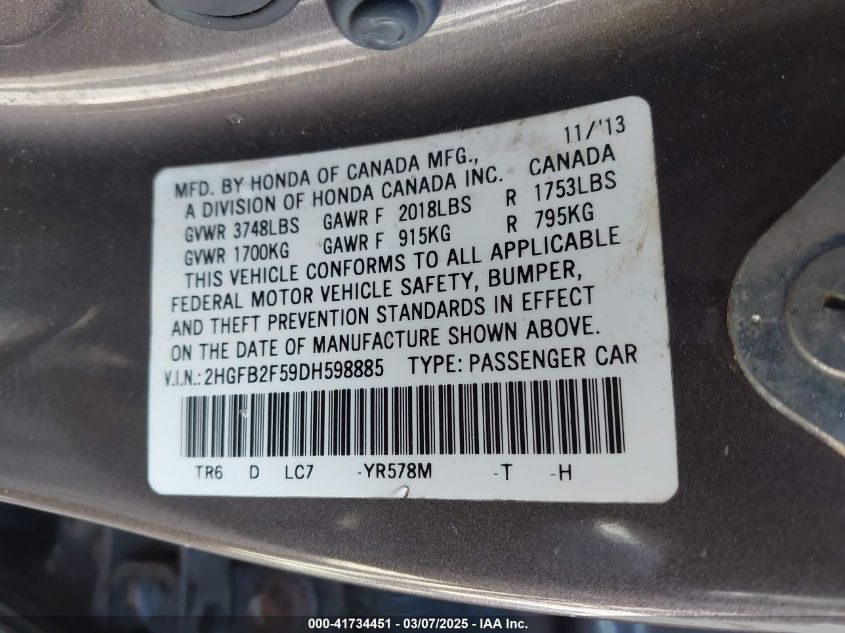 11/'13
MFD. BY HONDA OF CANADA MFG., CANADA
A DIVISION OF HONDA CANADA INC.
GVWR 3748LBS GAWR F 2018LBS R 1753LBS
GVWR 1700KG GAWR F 915KG R 795KG
THIS VEHICLE CONFORMS TO ALL APPLICABLE
FEDERAL MOTOR VEHICLE SAFETY, BUMPER,
AND THEFT PREVENTION STANDARDS IN EFFECT
ON THE DATE OF MANUFACTURE SHOWN ABOVE.
V.I.N.: 2HGFB2F59DH598885 TYPE: PASSENGER CAR
TR6 D LC7 -YR578M -T -H
000-41734451 - 03/07/2025 - IAA Inc.